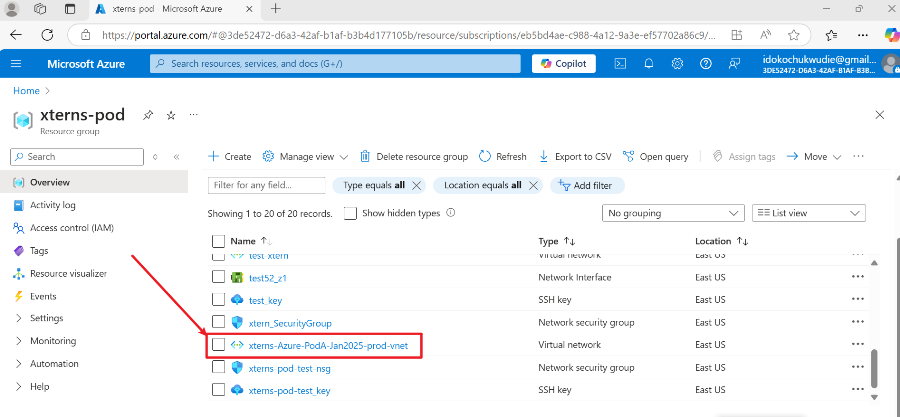 xterns-pod - Microsoft Azure
https://portal.azure.com/#@3de52472-d6a3-42af-b1af-b3b4d177105b/resource/subscriptions/eb5bd4ae-c988-4a12-9a3e-ef57702a86c9/...
Microsoft Azure
Search resources, services, and docs (G+/)
Copilot
idokochukwudie@gmail....
3DE52472-D6A3-42AF-B1AF-B3B...
Home >
xterns-pod
Resource group
Search
Create
Manage view
Delete resource group
Refresh
Export to CSV
Open query
Assign tags
Move
Overview
Activity log
Access control (IAM)
Tags
Resource visualizer
Events
Settings
Monitoring
Automation
Help
Filter for any field...
Type equals all
Location equals all
Add filter
Showing 1 to 20 of 20 records.
Show hidden types
No grouping
List view
Name Type Location
test_xtern Virtual network East US
test52_z1 Network Interface East US
test_key SSH key East US
xtern_SecurityGroup Network security group East US
xterns-Azure-PodA-Jan2025-prod-vnet Virtual network East US
xterns-pod-test-nsg Network security group East US
xterns-pod-test_key SSH key East US